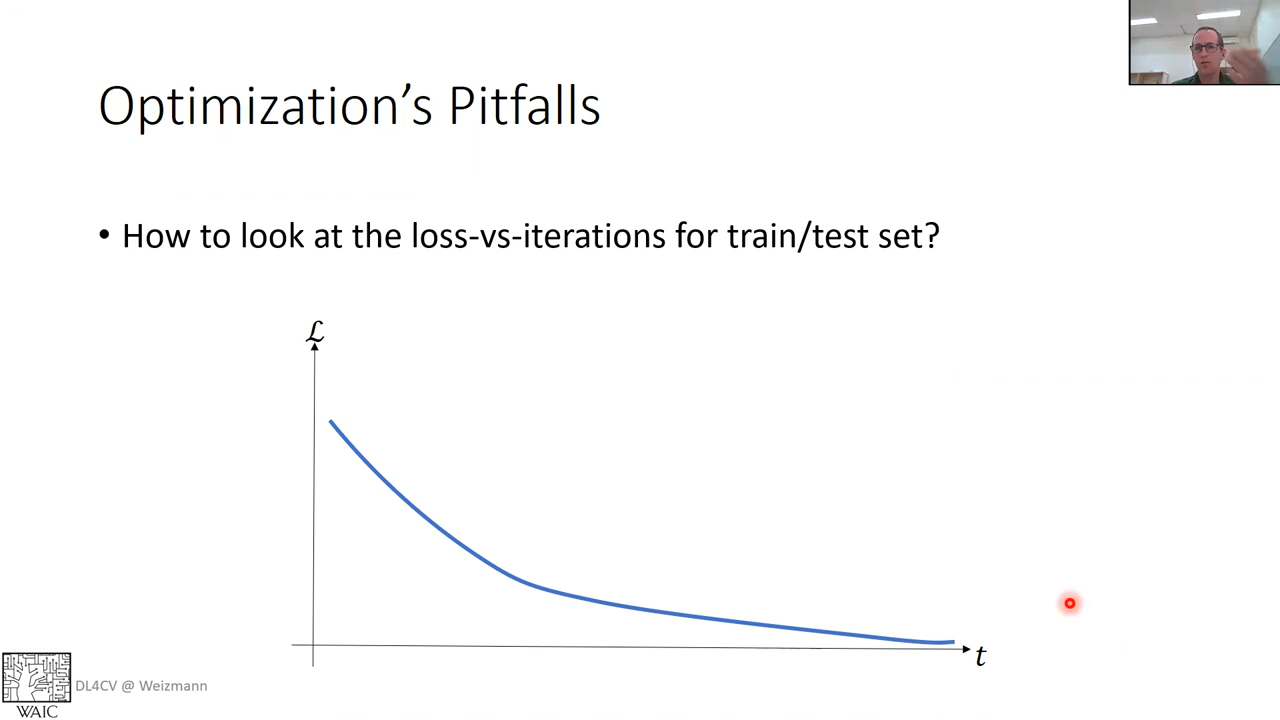 Optimization's Pitfalls
• How to look at the loss-vs-iterations for train/test set?
ℒ
t
DL4CV @ Weizmann
WAIC